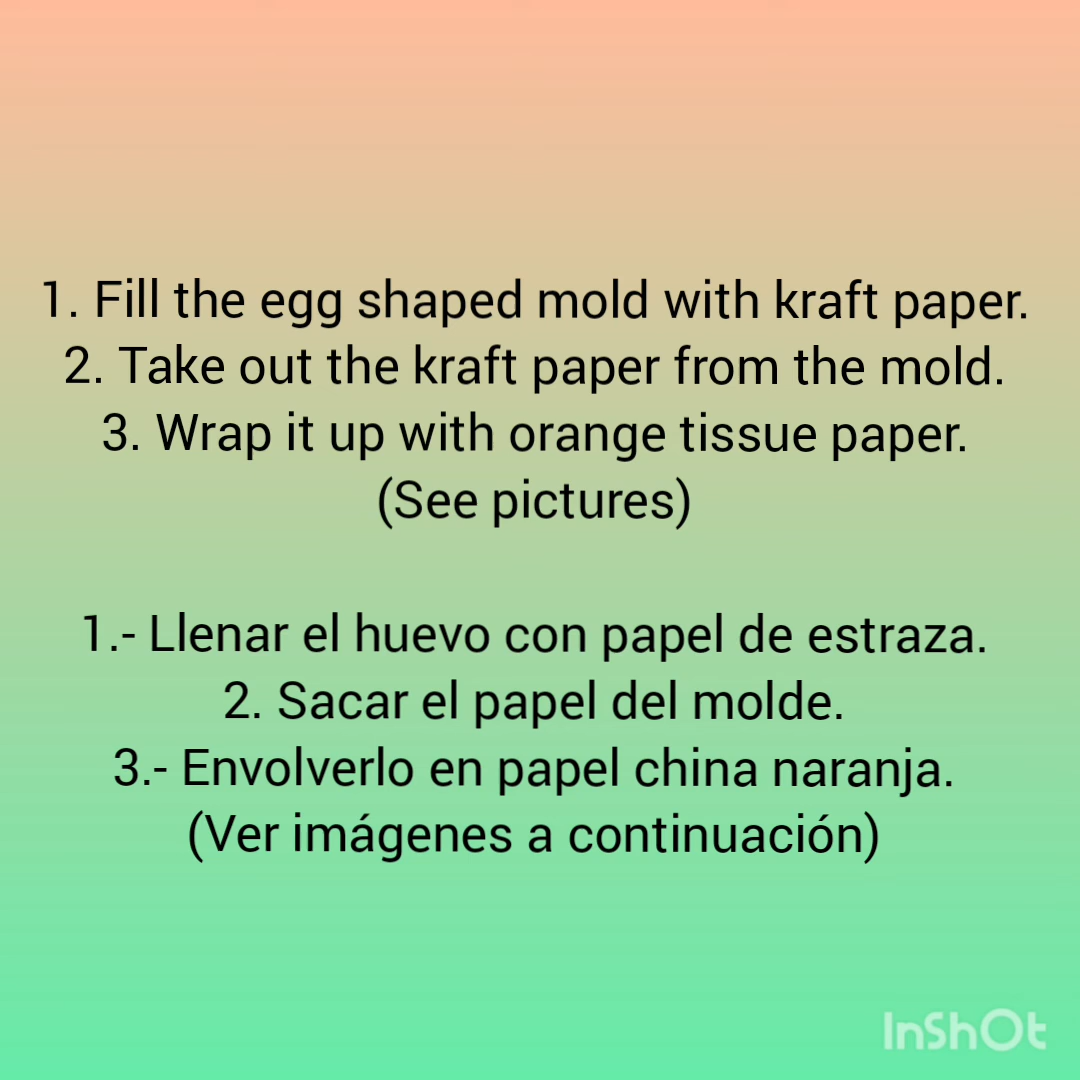 1. Fill the egg shaped mold with kraft paper.
2. Take out the kraft paper from the mold.
3. Wrap it up with orange tissue paper.
(See pictures)
1.- Llenar el huevo con papel de estraza.
2. Sacar el papel del molde.
3.- Envolverlo en papel china naranja.
(Ver imágenes a continuación)
InShOt